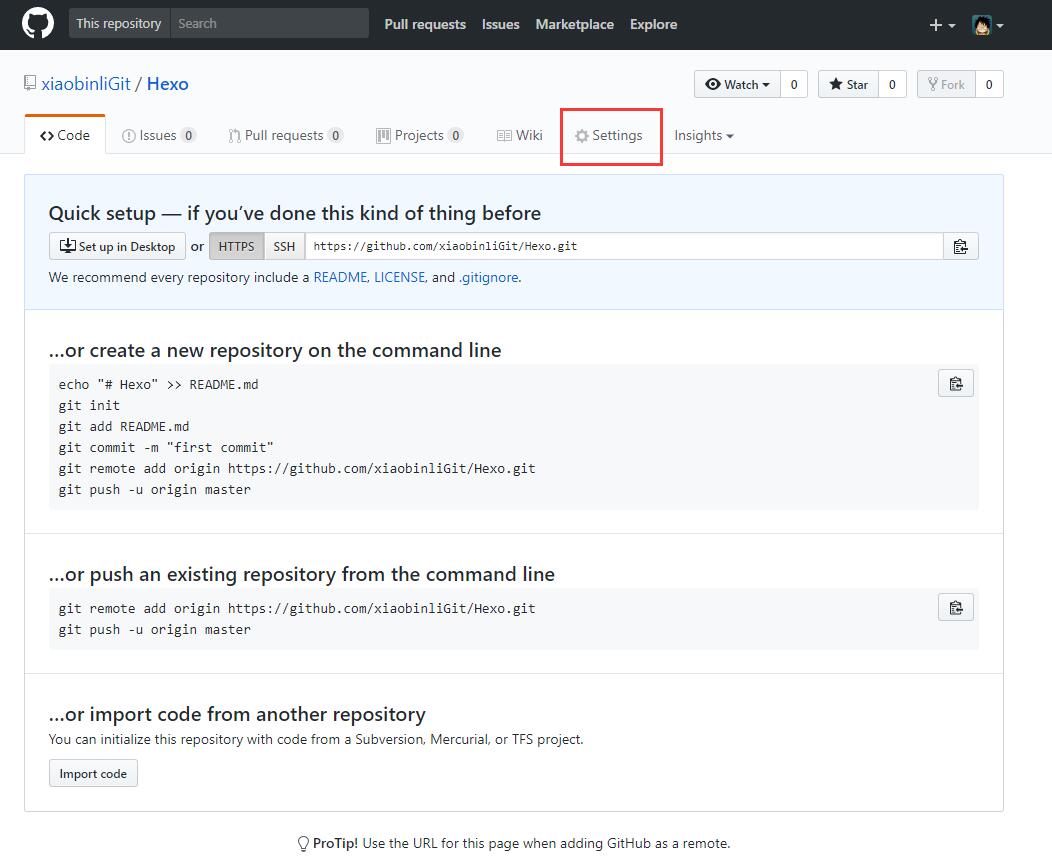 This repository Search Pull requests Issues Marketplace Explore
xiaobinliGit / Hexo Watch 0 Star 0 Fork 0
Code Issues 0 Pull requests 0 Projects 0 Wiki Settings Insights
Quick setup — if you’ve done this kind of thing before
Set up in Desktop or HTTPS SSH https://github.com/xiaobinliGit/Hexo.git
We recommend every repository include a README, LICENSE, and .gitignore.
…or create a new repository on the command line
echo "# Hexo" >> README.md
git init
git add README.md
git commit -m "first commit"
git remote add origin https://github.com/xiaobinliGit/Hexo.git
git push -u origin master
…or push an existing repository from the command line
git remote add origin https://github.com/xiaobinliGit/Hexo.git
git push -u origin master
…or import code from another repository
You can initialize this repository with code from a Subversion, Mercurial, or TFS project.
Import code
ProTip! Use the URL for this page when adding GitHub as a remote.